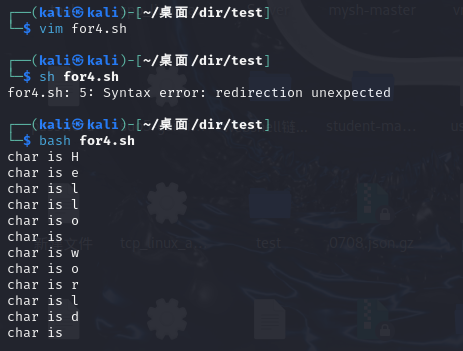 mysh-master
┌──(kali㉿kali)-[~/桌面/dir/test]
└─$ vim for4.sh
┌──(kali㉿kali)-[~/桌面/dir/test]
└─$ sh for4.sh
for4.sh: 5: Syntax error: redirection unexpected
student-ma...
┌──(kali㉿kali)-[~/桌面/dir/test]
└─$ bash for4.sh
char is H
char is e
char is l
char is l
char is o
char is
文件 tcp_linux_a... test... 0708.json.gz
char is w
char is o
char is r
char is l
char is d
char is